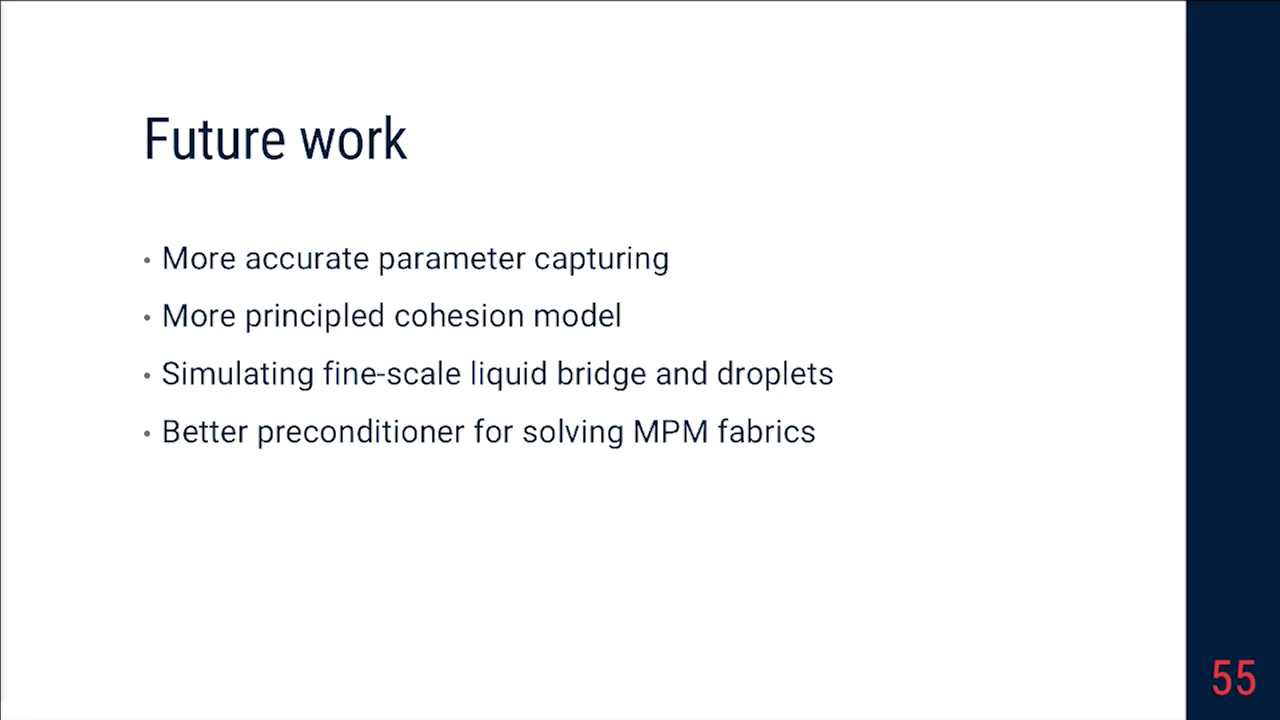 Future work
• More accurate parameter capturing
• More principled cohesion model
• Simulating fine-scale liquid bridge and droplets
• Better preconditioner for solving MPM fabrics
55